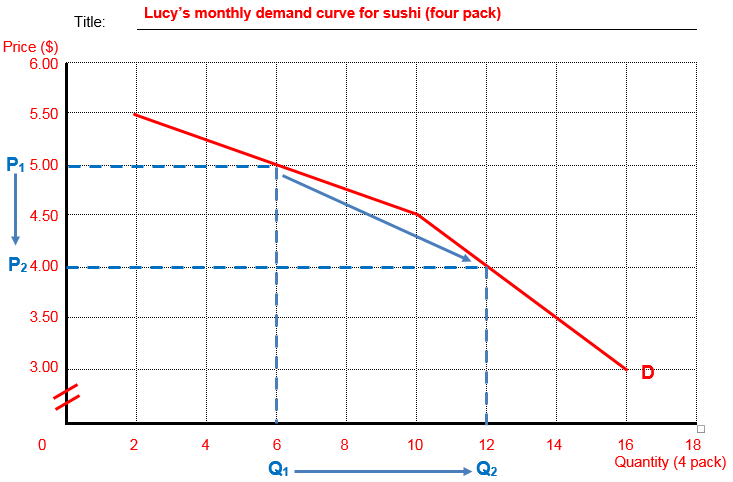 Title: Lucy's monthly demand curve for sushi (four pack)
Price ($)
6.00
5.50
P1 5.00
4.50
P2 4.00
3.50
3.00
D
0 2 4 6 8 10 12 14 16 18
Quantity (4 pack)
Q1 Q2